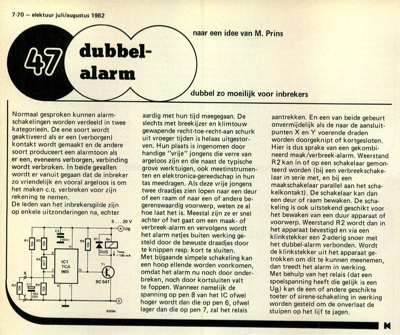 7-70 — elektuur juli/augustus 1982
naar een idee van M. Prins
47
dubbel-
alarm
dubbel zo moeilijk voor inbrekers
Normaal gesproken kunnen alarm-
schakelingen worden verdeeld in twee
kategorieën. De ene soort wordt
geaktiveerd als er een (verborgen)
kontakt wordt gemaakt en de andere
soort produceert een alarmtoon als
er een, eveneens verborgen, verbinding
wordt verbroken. In beide gevallen
wordt er vanuit gegaan dat de inbreker
zo vriendelijk en vooral argeloos is om
het maken c.q. verbreken voor zijn
rekening te nemen.
De leden van het inbrekersgilde zijn
op enkele uitzonderingen na, echter
6 ... 20 V
IC1
TCA
965
DUS
BC 547
aardig met hun tijd meegegaan. De
slechts met breekijzer en klimtouw
gewapende recht-toe-recht-aan schurk
uit vroeger tijden is helaas uitgestor-
ven. Hun plaats is ingenomen door
handige "vrije" jongens die verre van
argeloos zijn en die naast de typische
grove werktuigen, ook meetinstrumen-
ten en elektronica-gereedschap in hun
tas meedragen. Als deze vrije jongens
twee draadjes zien lopen naar een deur
of een raam of naar een of andere be-
gerenswaardig voorwerp, weten ze al
hoe laat het is. Meestal zijn ze er snel
achter of het gaat om een maak- of
verbreek-alarm en vervolgens wordt
het alarm netjes buiten werking ge-
steld door de bewuste draadjes door
te knippen resp. kort te sluiten.
Met bijgaande simpele schakeling kan
een hoop ellende worden voorkomen,
omdat het alarm nu noch door onder-
breken, noch door kortsluiten valt
te foppen. Wanneer namelijk de
spanning op pen 8 van het IC ofwel
hoger wordt dan die op pen 6, ofwel
lager dan die op pen 7, zal het relais
aantrekken. En een van beide gebeurt
onvermijdelijk als de naar de aansluit-
punten X en Y voerende draden
worden doorgeknipt of kortgesloten.
Hier is dus sprake van een gekombi-
neerd maak/verbreek-alarm. Weerstand
R2 kan in of op een schakelaar gemon-
teerd worden (bij een verbreekschake-
laar in serie met, en bij een
maakschakelaar parallel aan het scha-
kelkontakt). De schakelaar kan dan
een deur of raam bewaken. De scha-
keling is ook uitstekend geschikt voor
het bewaken van een duur apparaat of
voorwerp. Weerstand R2 wordt dan in
het apparaat bevestigd en via een
klinkstekker een 2-aderig snoer met
het dubbel-alarm verbonden. Wordt
de klinkstekker uit het apparaat ge-
trokken om dit te kunnen meenemen,
dan treedt het alarm in werking.
Met behulp van het relais (dat een
spoelspanning heeft die gelijk is aan
Ug) kan de een of andere geschikte
toeter of sirene-schakeling in werking
worden gesteld om de onverlaat de
stuipen op het lijf te jagen.